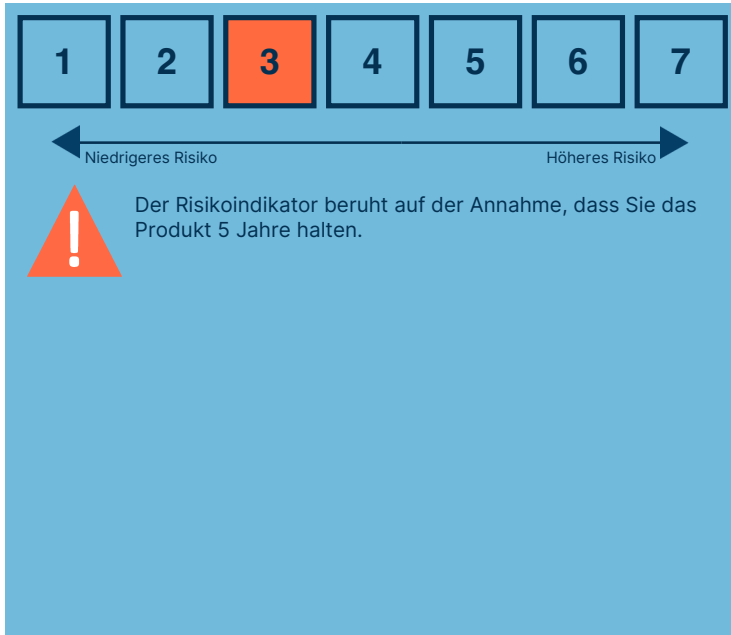 1 2 3 4 5 6 7
Niedrigeres Risiko Höheres Risiko
Der Risikoindikator beruht auf der Annahme, dass Sie das
Produkt 5 Jahre halten.